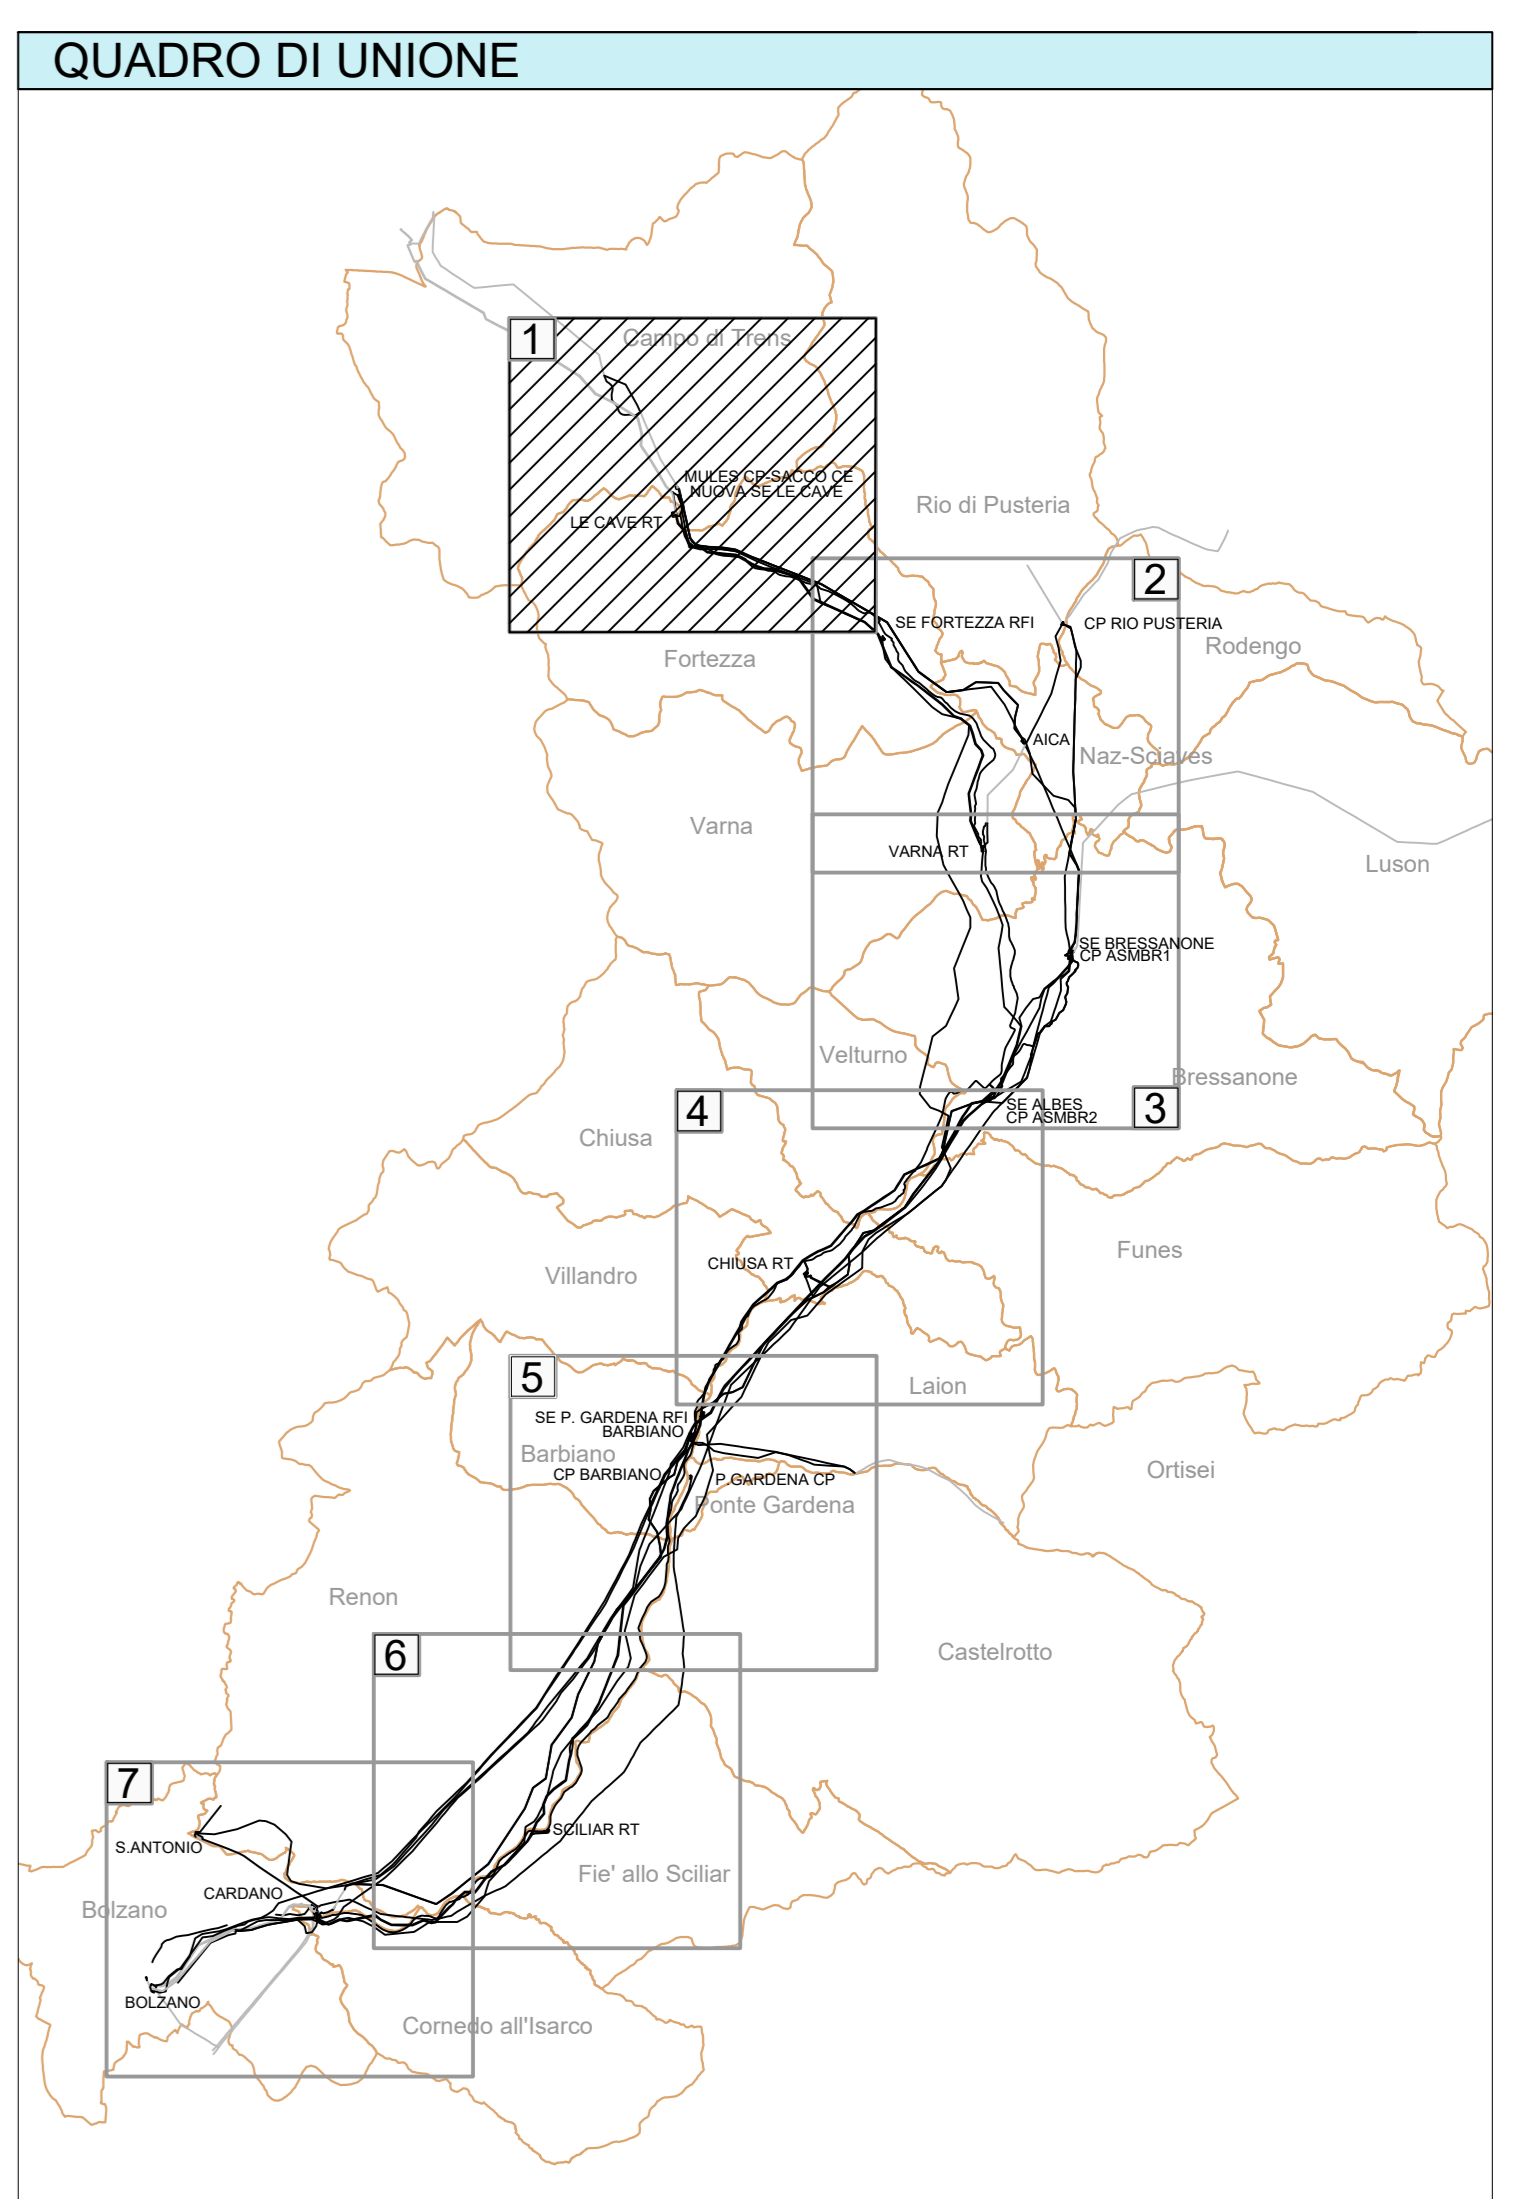 QUADRO DI UNIONE
1
Campo di Trens
MULES CP-SACCO CE
NUOVA SE LE CAVE
LE CAVE RT
Rio di Pusteria
2
SE FORTEZZA RFI
CP RIO PUSTERIA
Rodengo
Fortezza
AICA
Naz-Sciaves
Varna
VARNA RT
Luson
SE BRESSANONE
CP ASMBR1
Velturno
Bressanone
4
SE ALBES
CP ASMBR2
3
Chiusa
Funes
CHIUSA RT
Villandro
5
Laion
SE P. GARDENA RFI
BARBIANO
Barbiano
CP BARBIANO
P.GARDENA CP
Ortisei
Ponte Gardena
Renon
6
Castelrotto
7
S.ANTONIO
SCILIAR RT
Fie' allo Sciliar
CARDANO
Bolzano
BOLZANO
Cornedo all'Isarco